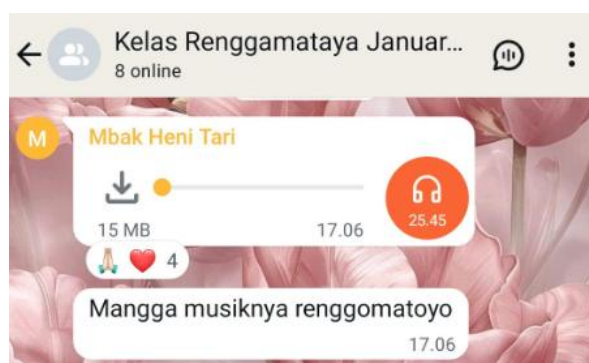 Kelas Renggamataya Januar...
8 online
M
Mbak Heni Tari
25.45
15 MB
17.06
4
Mangga musiknya renggomatoyo
17.06